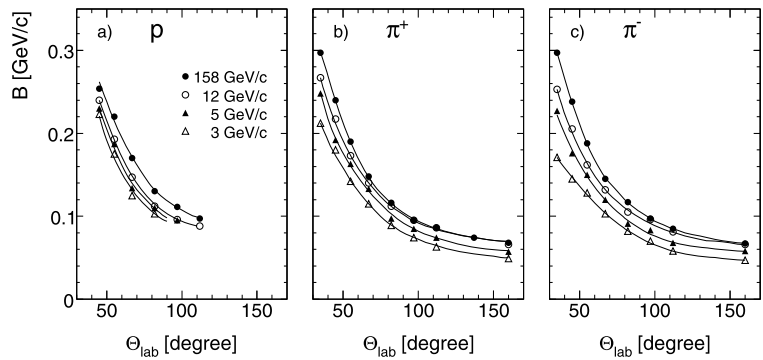 a) p
b) π+
c) π-
B [GeV/c]
0.3
0.2
0.1
0
158 GeV/c
12 GeV/c
5 GeV/c
3 GeV/c
50 100 150
50 100 150
50 100 150
Θlab [degree]
Θlab [degree]
Θlab [degree]